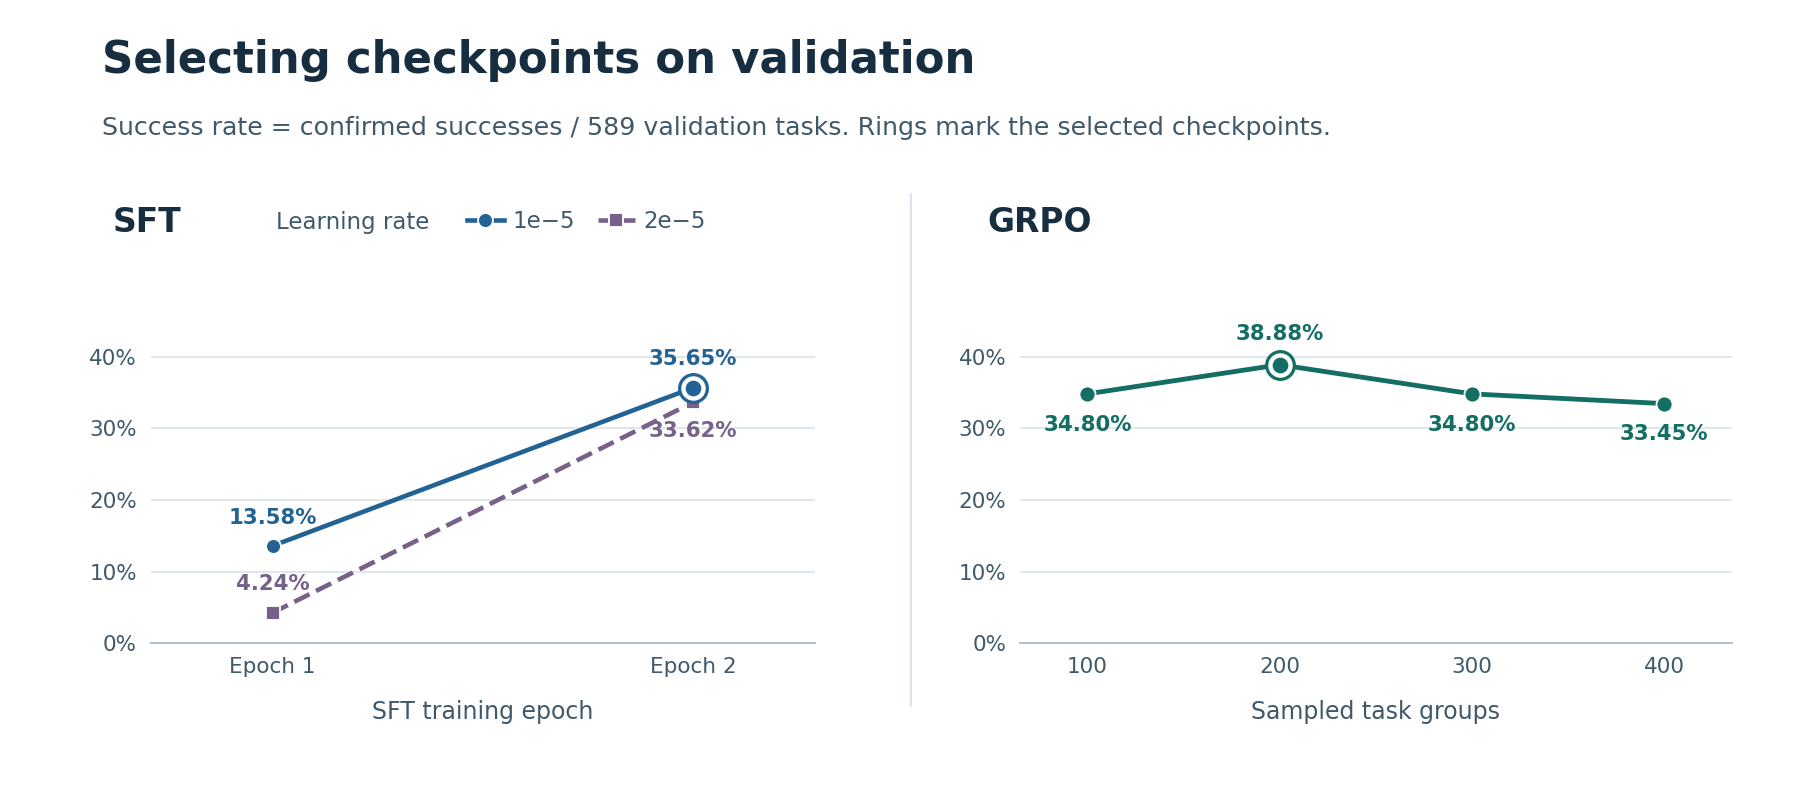 Selecting checkpoints on validation
Success rate = confirmed successes / 589 validation tasks. Rings mark the selected checkpoints.
SFT
Learning rate
1e−5
2e−5
40%
30%
20%
10%
0%
35.65%
33.62%
13.58%
4.24%
Epoch 1
Epoch 2
SFT training epoch
GRPO
40%
30%
20%
10%
0%
34.80%
38.88%
34.80%
33.45%
100
200
300
400
Sampled task groups